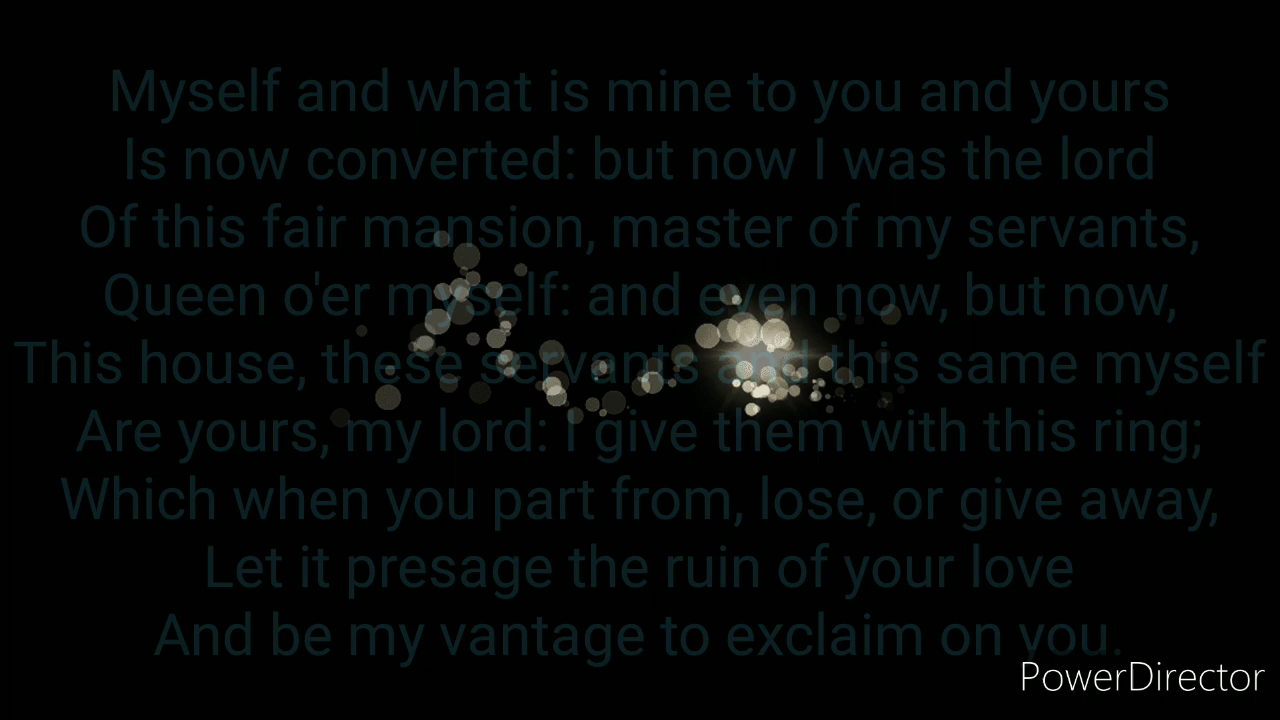 Myself and what is mine to you and yours
Is now converted: but now I was the lord
Of this fair mansion, master of my servants,
Queen o'er myself: and even now, but now,
This house, these servants and this same myself
Are yours, my lord: I give them with this ring;
Which when you part from, lose, or give away,
Let it presage the ruin of your love
And be my vantage to exclaim on you.
PowerDirector